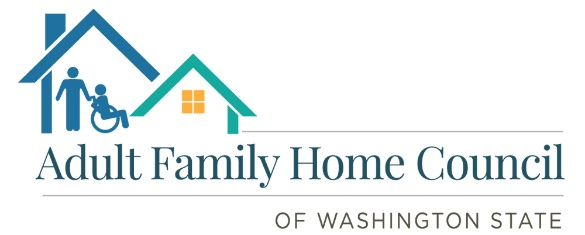 Adult Family Home Council
OF WASHINGTON STATE